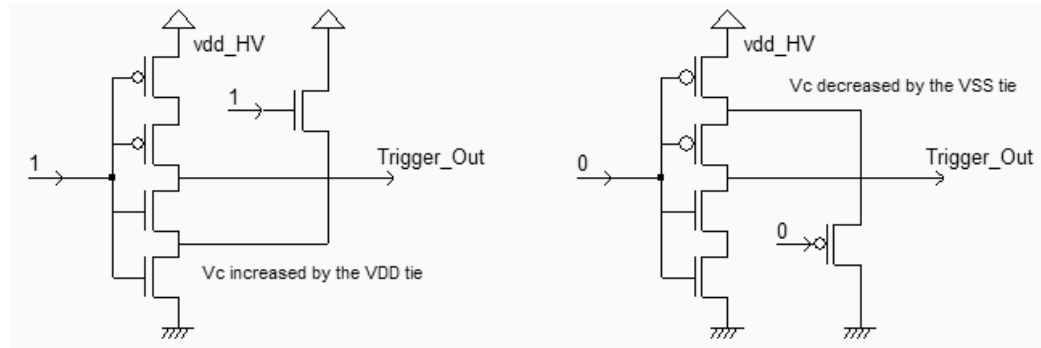 vdd_HV
1
1
Trigger_Out
Vc increased by the VDD tie
vdd_HV
Vc decreased by the VSS tie
0
Trigger_Out
0